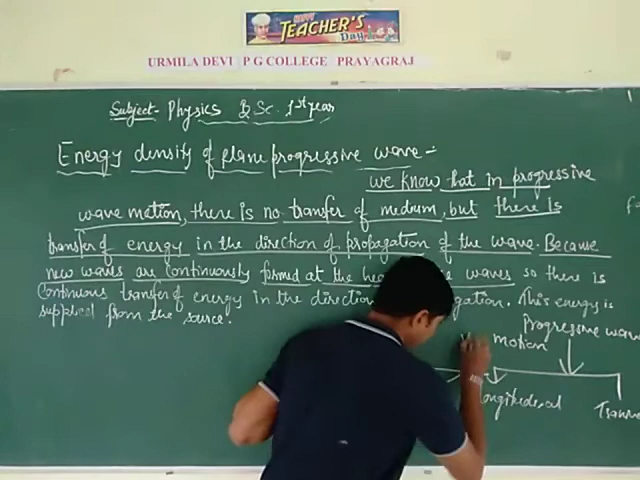 HAPPY
TEACHER'S
Day
URMILA DEVI P G COLLEGE PRAYAGRAJ
Subject- Physics B.Sc. 1st year
Energy density of plane progressive wave :-
we know that in progressive
wave motion, there is no transfer of medium, but there is
transfer of energy in the direction of propagation of the wave. Because
new waves are continuously formed at the waves so there is
Continuous transfer of energy in the direction This energy is
supplied from the source.
Progressive wave
motion